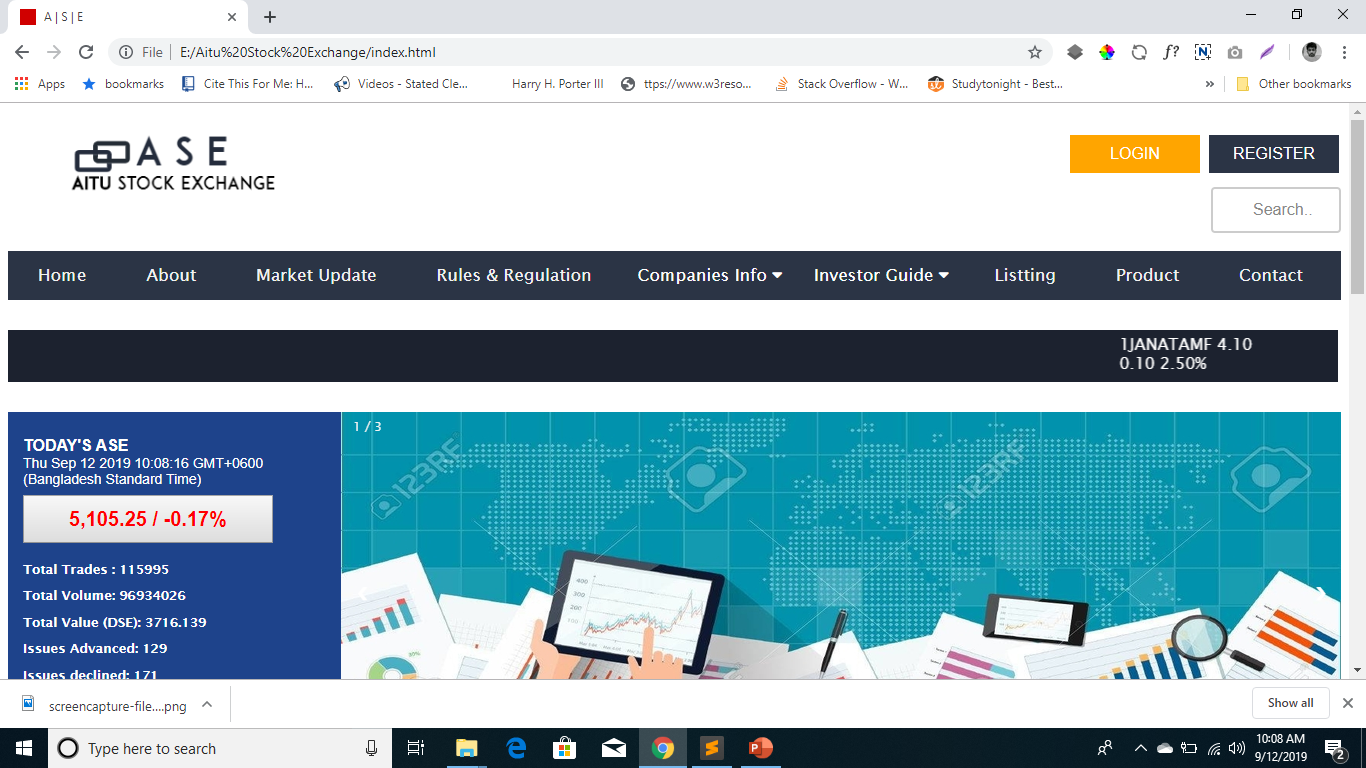 A | S | E
File
E:/Aitu%20Stock%20Exchange/index.html
Apps
bookmarks
Cite This For Me: H...
Videos - Stated Cle...
Harry H. Porter III
ttps://www.w3reso...
Stack Overflow - W...
Studytonight - Best...
»
Other bookmarks
A S E
AITU STOCK EXCHANGE
LOGIN
REGISTER
Search..
Home
About
Market Update
Rules & Regulation
Companies Info
Investor Guide
Listting
Product
Contact
1JANATAMF 4.10
0.10 2.50%
TODAY'S ASE
Thu Sep 12 2019 10:08:16 GMT+0600
(Bangladesh Standard Time)
5,105.25 / -0.17%
Total Trades : 115995
Total Volume: 96934026
Total Value (DSE): 3716.139
Issues Advanced: 129
Issues declined: 171
1 / 3
123RF
123RF
400
300
200
100
screencapture-file....png
Show all
Type here to search
10:08 AM
9/12/2019
2